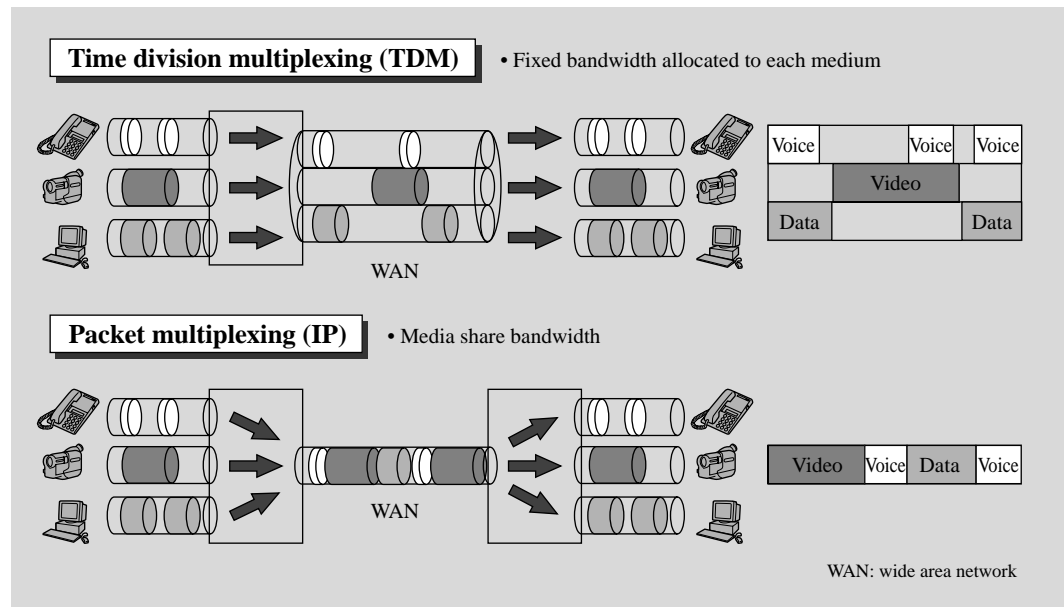 Time division multiplexing (TDM)
• Fixed bandwidth allocated to each medium
Voice Voice Voice
Video
Data Data
WAN
Packet multiplexing (IP)
• Media share bandwidth
Video Voice Data Voice
WAN
WAN: wide area network